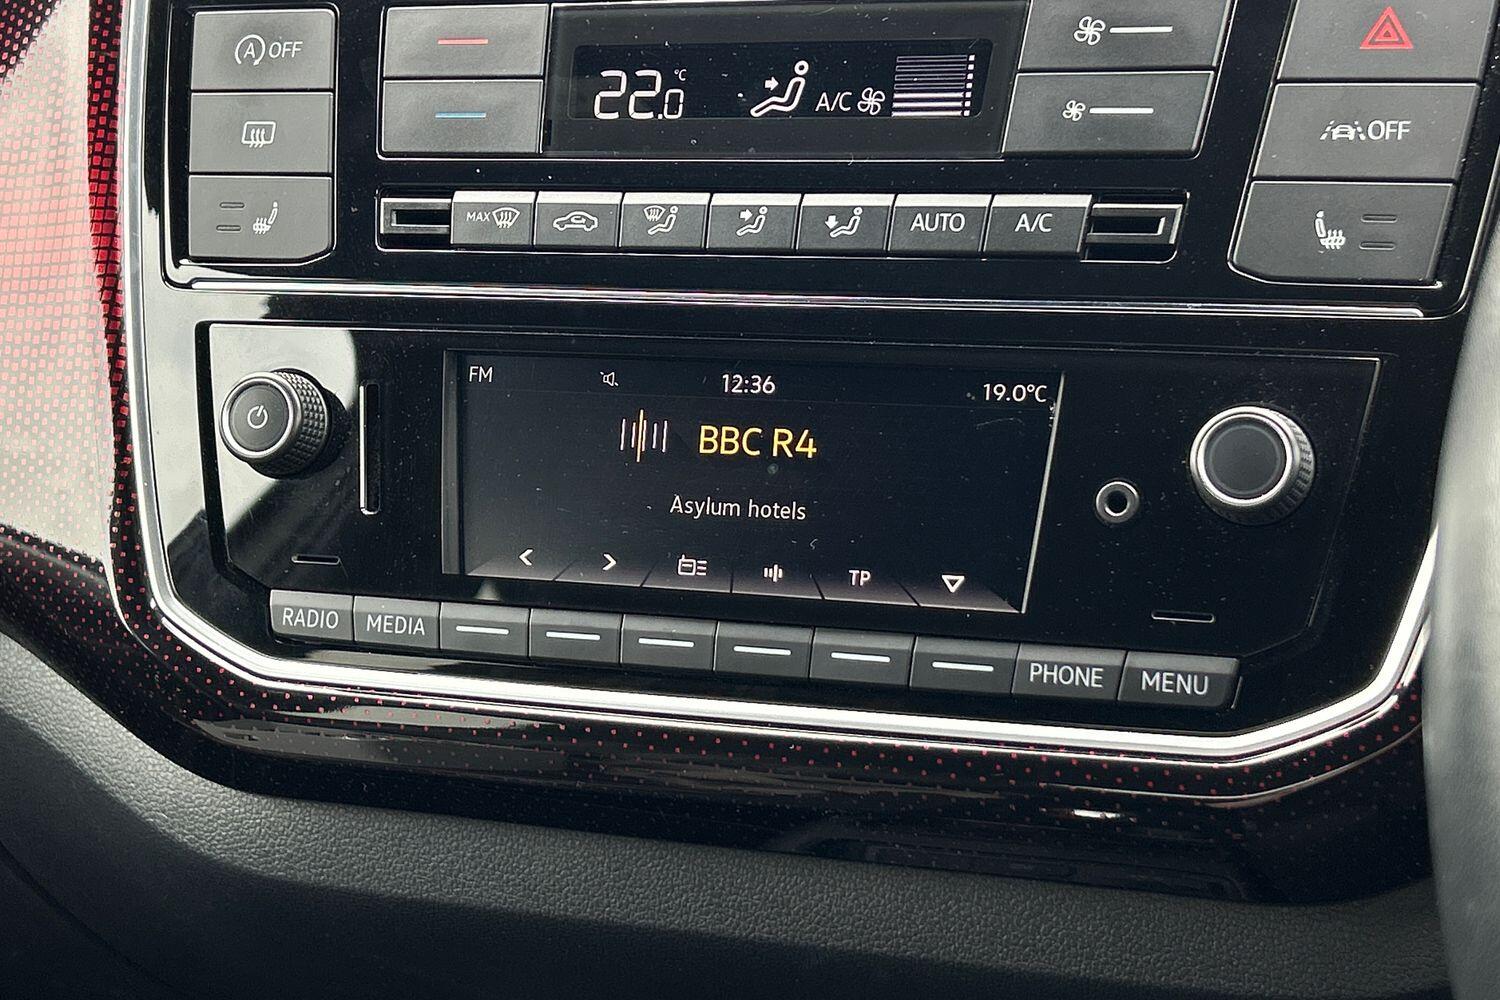 A OFF
22.0 °C
A/C
OFF
MAX
AUTO
A/C
FM
12:36
19.0°C
BBC R4
Asylum hotels
TP
RADIO
MEDIA
PHONE
MENU